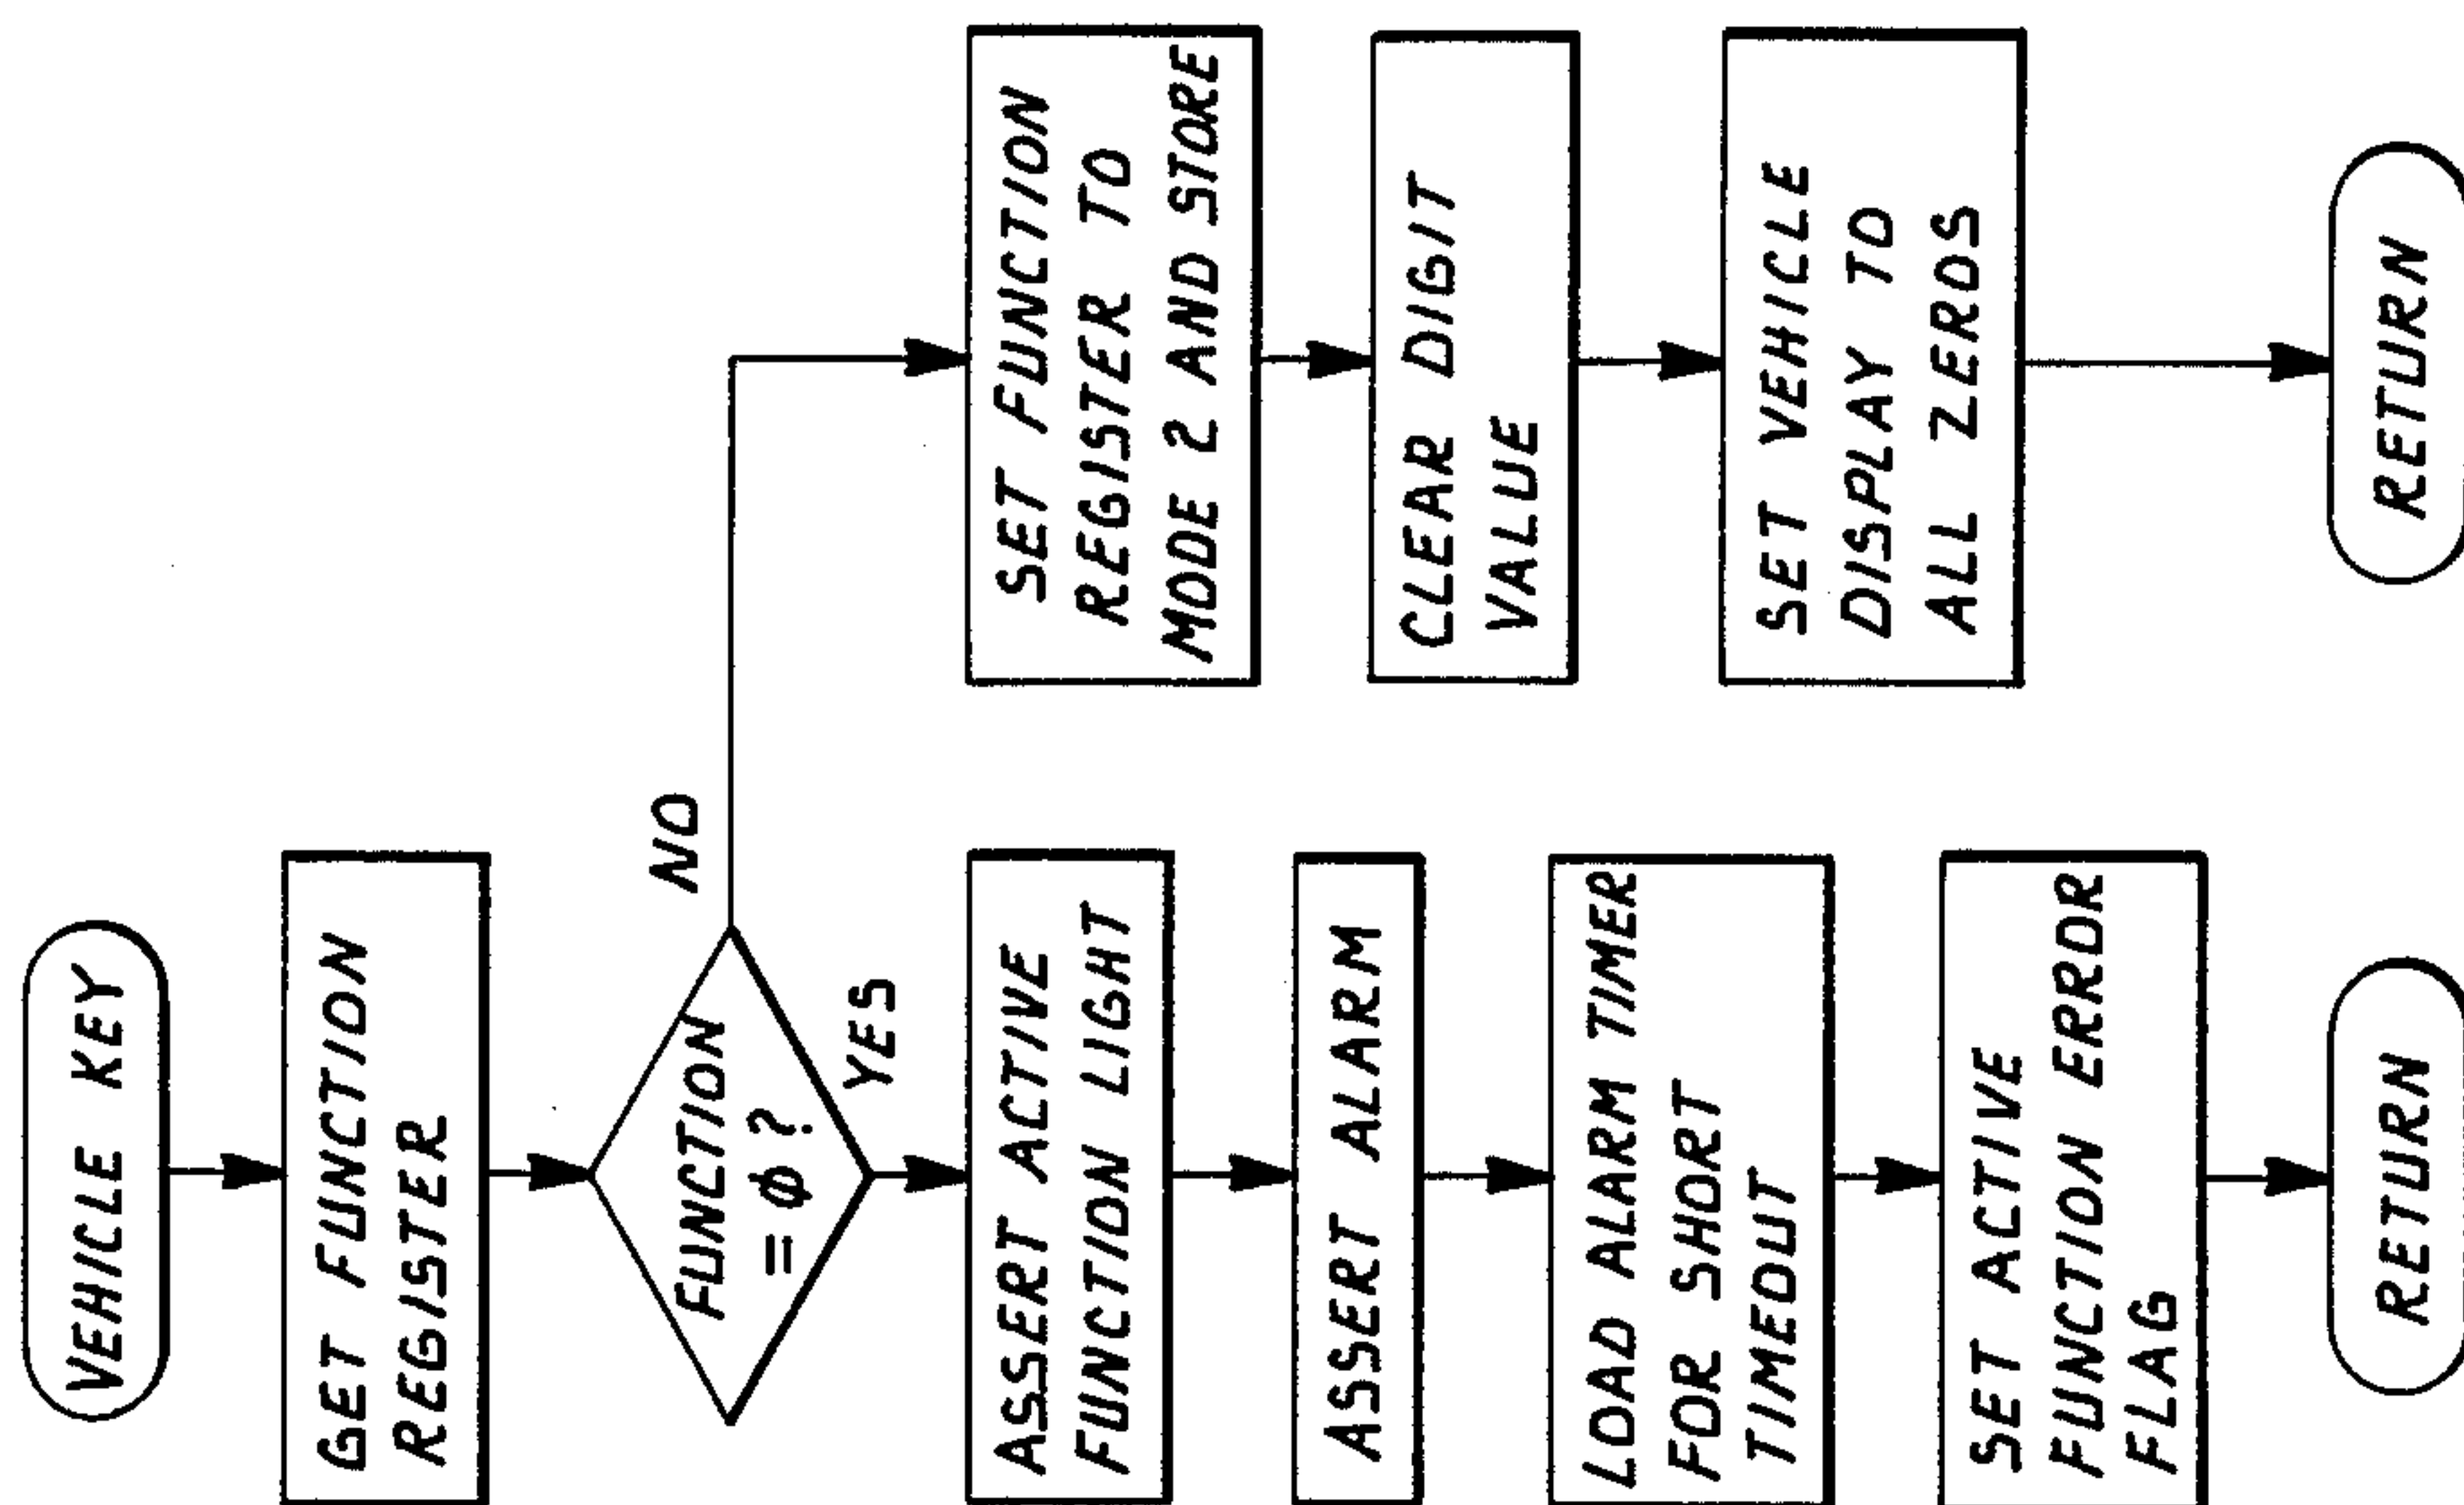 VEHICLE KEY
GET FUNCTION
REGISTER
FUNCTION
= φ ?
NO
YES
ASSERT ACTIVE
FUNCTION LIGHT
ASSERT ALARM
LOAD ALARM TIMER
FOR SHORT
TIMEOUT
SET ACTIVE
FUNCTION ERROR
FLAG
RETURN
SET FUNCTION
REGISTER TO
MODE 2 AND STORE
CLEAR DIGIT
VALUE
SET VEHICLE
DISPLAY TO
ALL ZEROS
RETURN